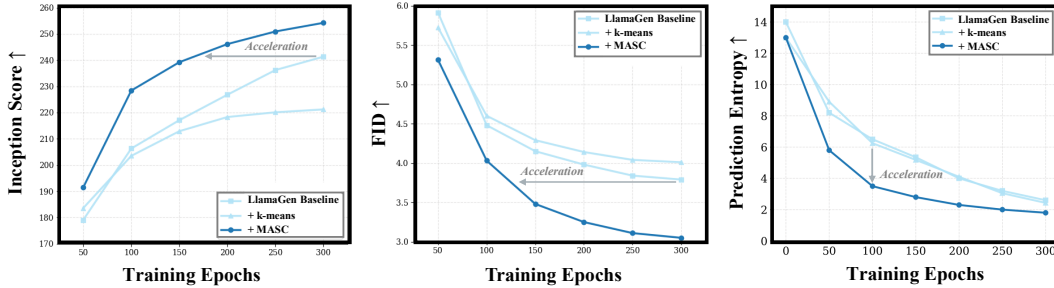 Inception Score ↑
260
250
240
230
220
210
200
190
180
170
Acceleration
LlamaGen Baseline
+ k-means
+ MASC
50 100 150 200 250 300
Training Epochs
FID ↑
6.0
5.5
5.0
4.5
4.0
3.5
3.0
LlamaGen Baseline
+ k-means
+ MASC
Acceleration
50 100 150 200 250 300
Training Epochs
Prediction Entropy ↑
14
12
10
8
6
4
2
0
LlamaGen Baseline
+ k-means
+ MASC
Acceleration
0 50 100 150 200 250 300
Training Epochs